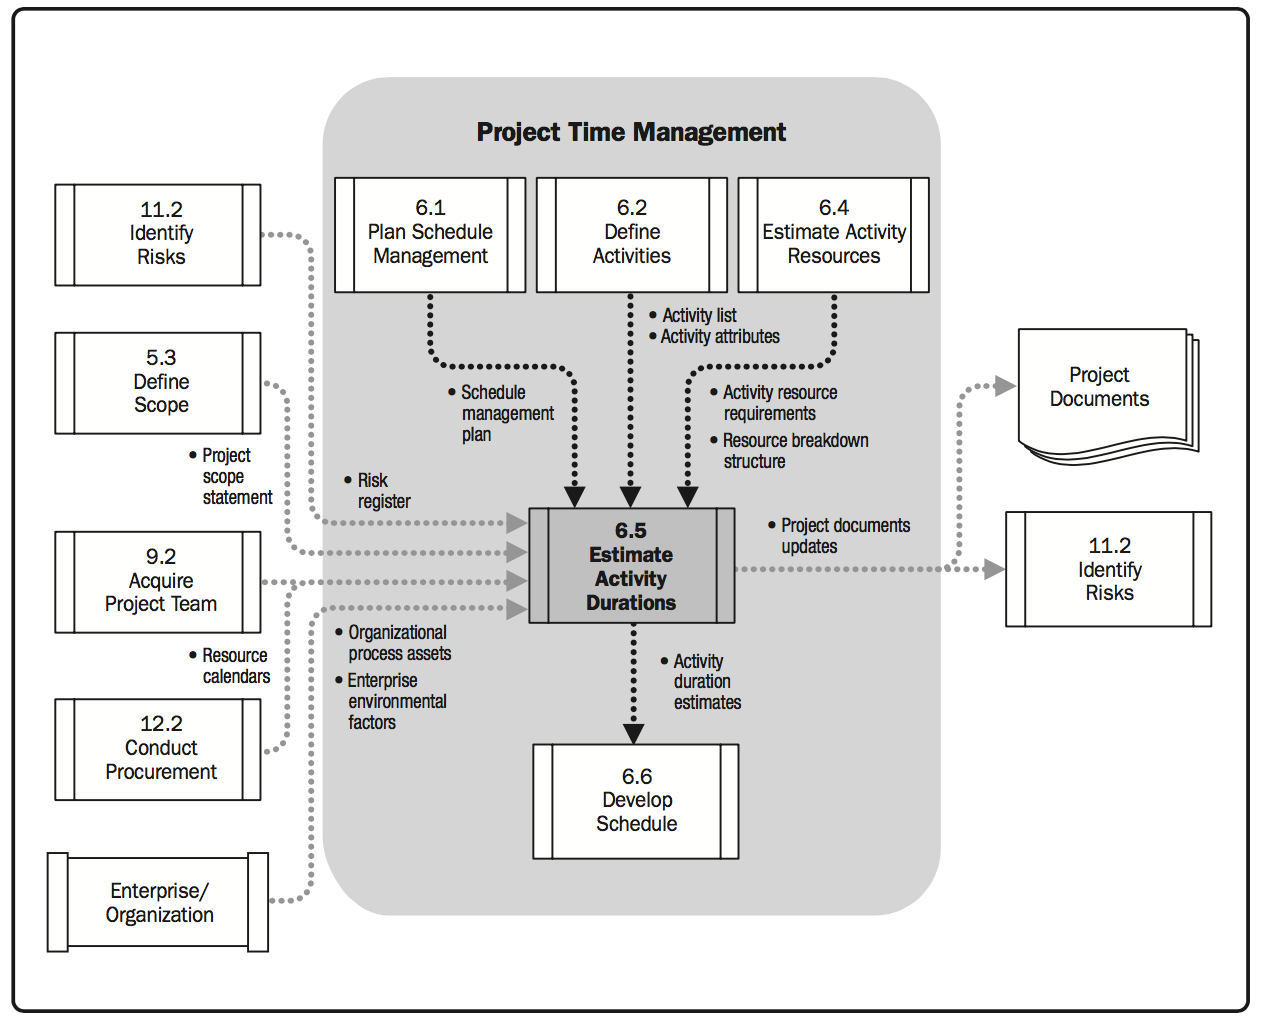 Project Time Management
11.2
Identify
Risks
6.1
Plan Schedule
Management
6.2
Define
Activities
6.4
Estimate Activity
Resources
• Activity list
• Activity attributes
5.3
Define
Scope
• Schedule
management
plan
• Activity resource
requirements
• Resource breakdown
structure
Project
Documents
• Project
scope
statement
• Risk
register
9.2
Acquire
Project Team
6.5
Estimate
Activity
Durations
• Project documents
updates
11.2
Identify
Risks
• Resource
calendars
• Organizational
process assets
• Enterprise
environmental
factors
• Activity
duration
estimates
12.2
Conduct
Procurement
6.6
Develop
Schedule
Enterprise/
Organization